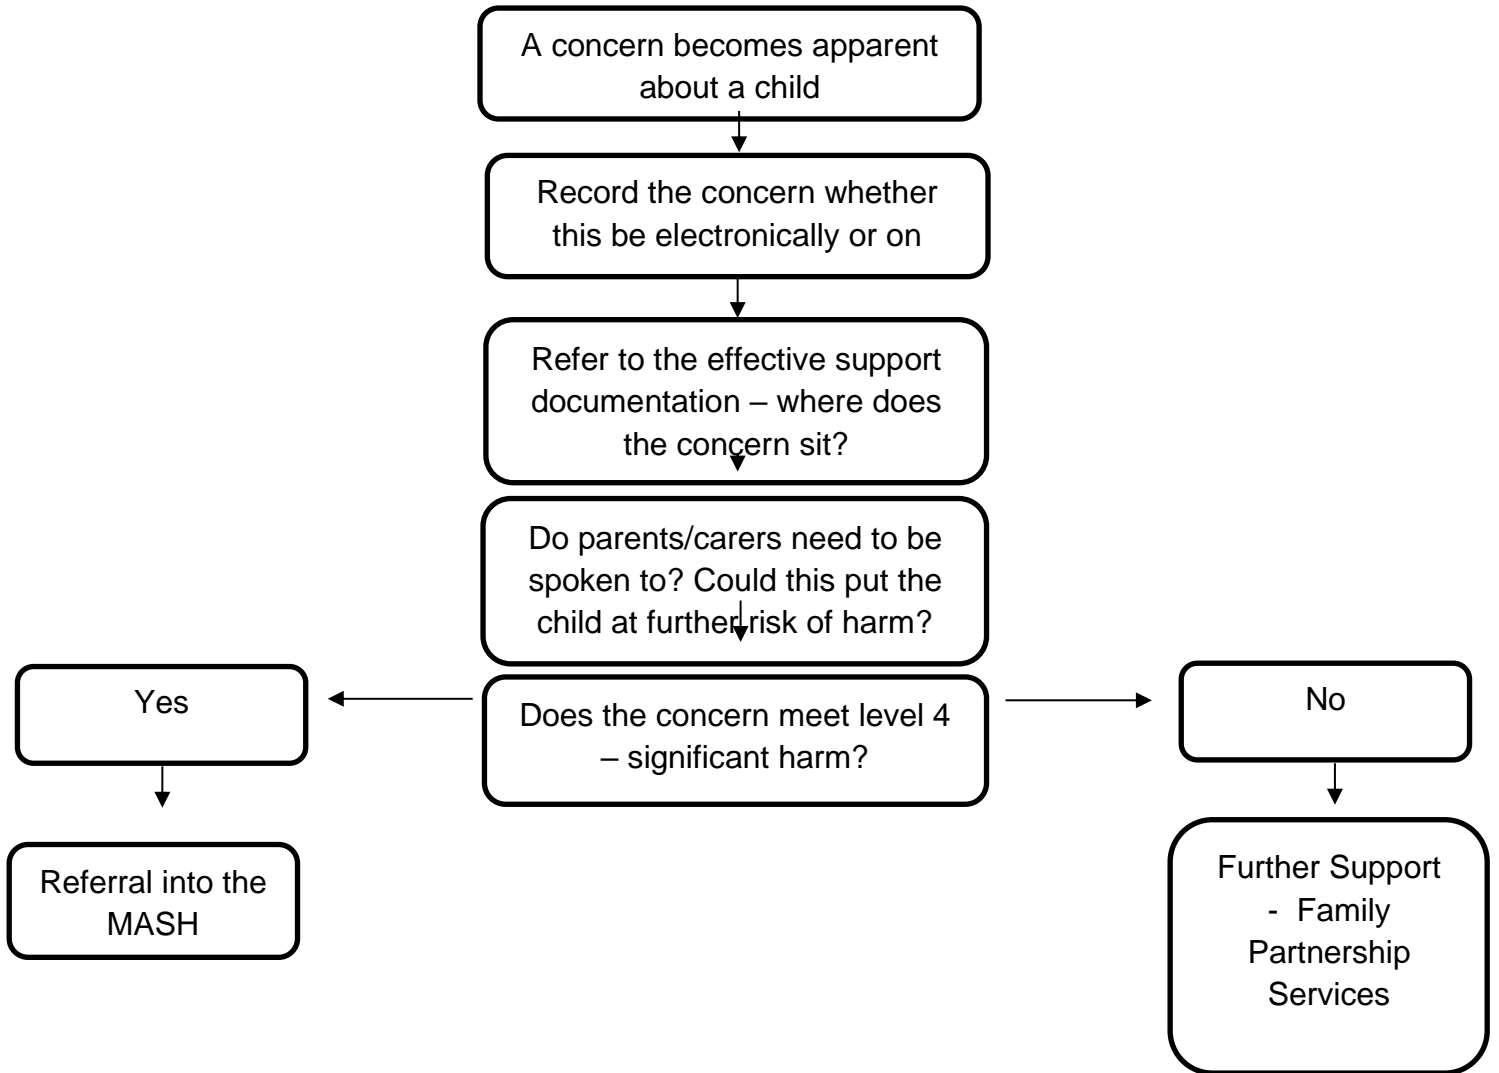 A concern becomes apparent
about a child
Record the concern whether
this be electronically or on
Refer to the effective support
documentation – where does
the concern sit?
Do parents/carers need to be
spoken to? Could this put the
child at further risk of harm?
Yes
Does the concern meet level 4
– significant harm?
No
Referral into the
MASH
Further Support
- Family
Partnership
Services